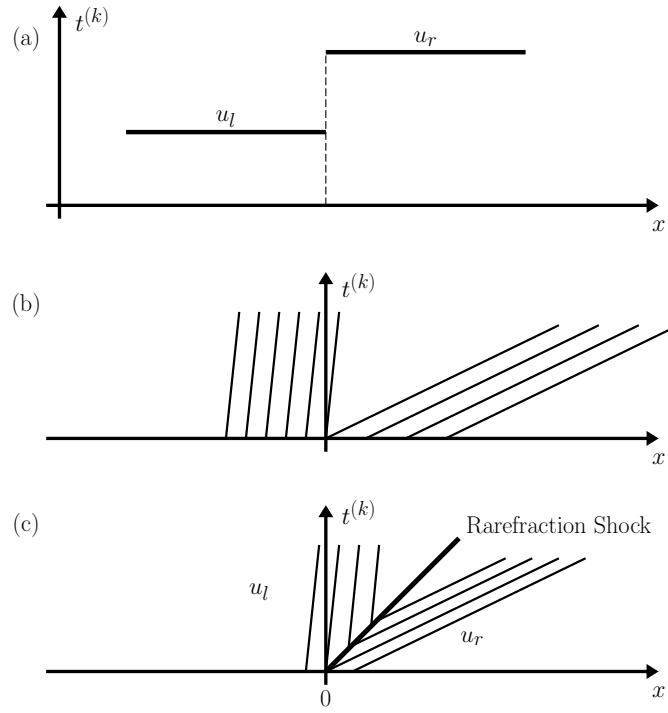 (a)
t^{(k)}
u_r
u_l
x
(b)
t^{(k)}
x
(c)
t^{(k)}
Rarefraction Shock
u_l
u_r
0
x